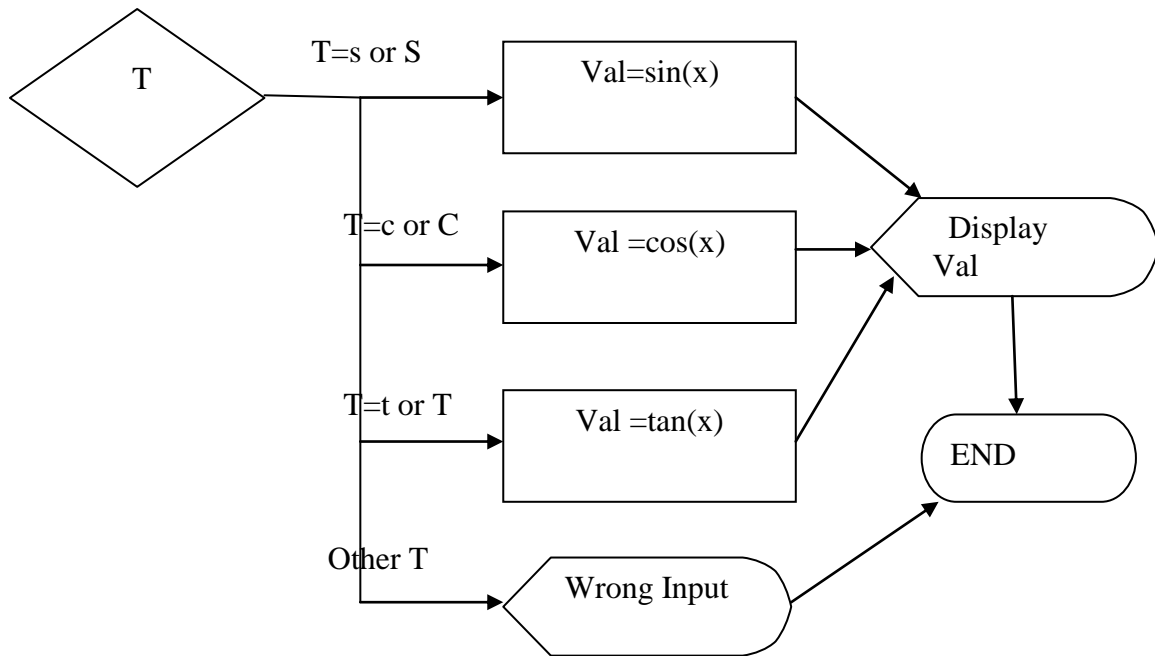 T
T=s or S
Val=sin(x)
T=c or C
Val =cos(x)
Display
Val
T=t or T
Val =tan(x)
END
Other T
Wrong Input